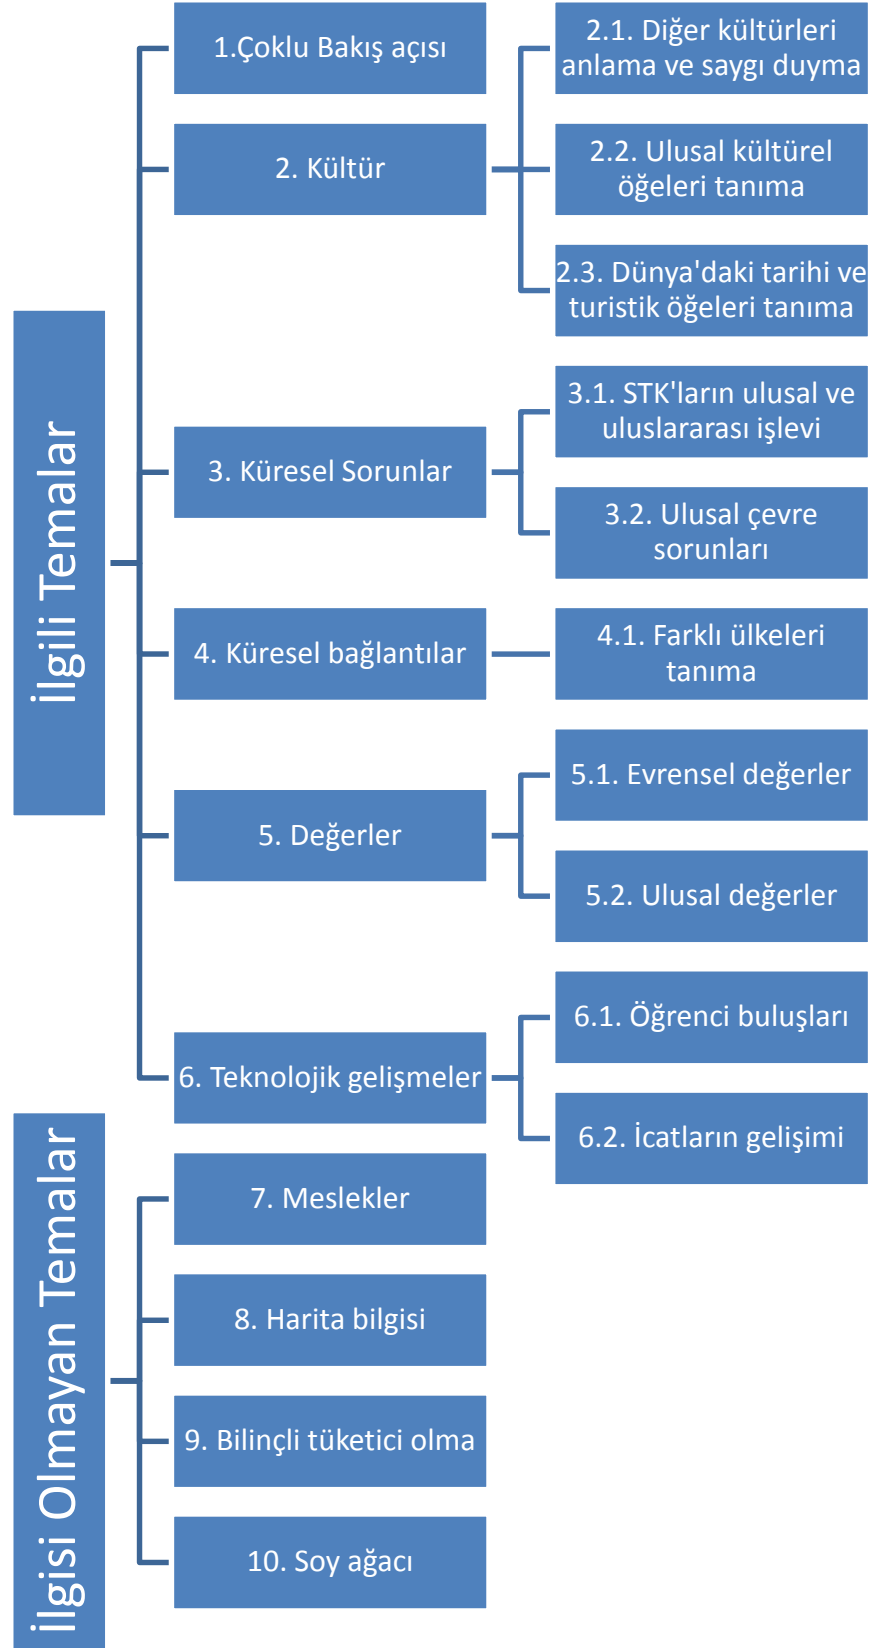 İlgili Temalar
1.Çoklu Bakış açısı
2. Kültür
2.1. Diğer kültürleri
anlama ve saygı duyma
2.2. Ulusal kültürel
öğeleri tanıma
2.3. Dünya'daki tarihi ve
turistik öğeleri tanıma
3. Küresel Sorunlar
3.1. STK'ların ulusal ve
uluslararası işlevi
3.2. Ulusal çevre
sorunları
4. Küresel bağlantılar
4.1. Farklı ülkeleri
tanıma
5. Değerler
5.1. Evrensel değerler
5.2. Ulusal değerler
6. Teknolojik gelişmeler
6.1. Öğrenci buluşları
6.2. İcatların gelişimi
İlgisi Olmayan Temalar
7. Meslekler
8. Harita bilgisi
9. Bilinçli tüketici olma
10. Soy ağacı